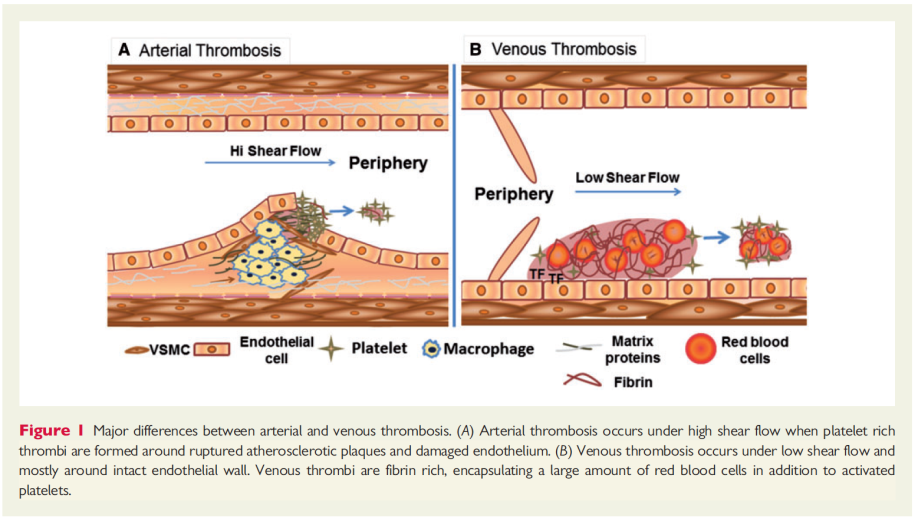 A Arterial Thrombosis
Hi Shear Flow
Periphery
B Venous Thrombosis
Low Shear Flow
Periphery
TF TF
VSMC
Endothelial
cell
Platelet
Macrophage
Matrix
proteins
Red blood
cells
Fibrin
Figure 1 Major differences between arterial and venous thrombosis. (A) Arterial thrombosis occurs under high shear flow when platelet rich
thrombi are formed around ruptured atherosclerotic plaques and damaged endothelium. (B) Venous thrombosis occurs under low shear flow and
mostly around intact endothelial wall. Venous thrombi are fibrin rich, encapsulating a large amount of red blood cells in addition to activated
platelets.